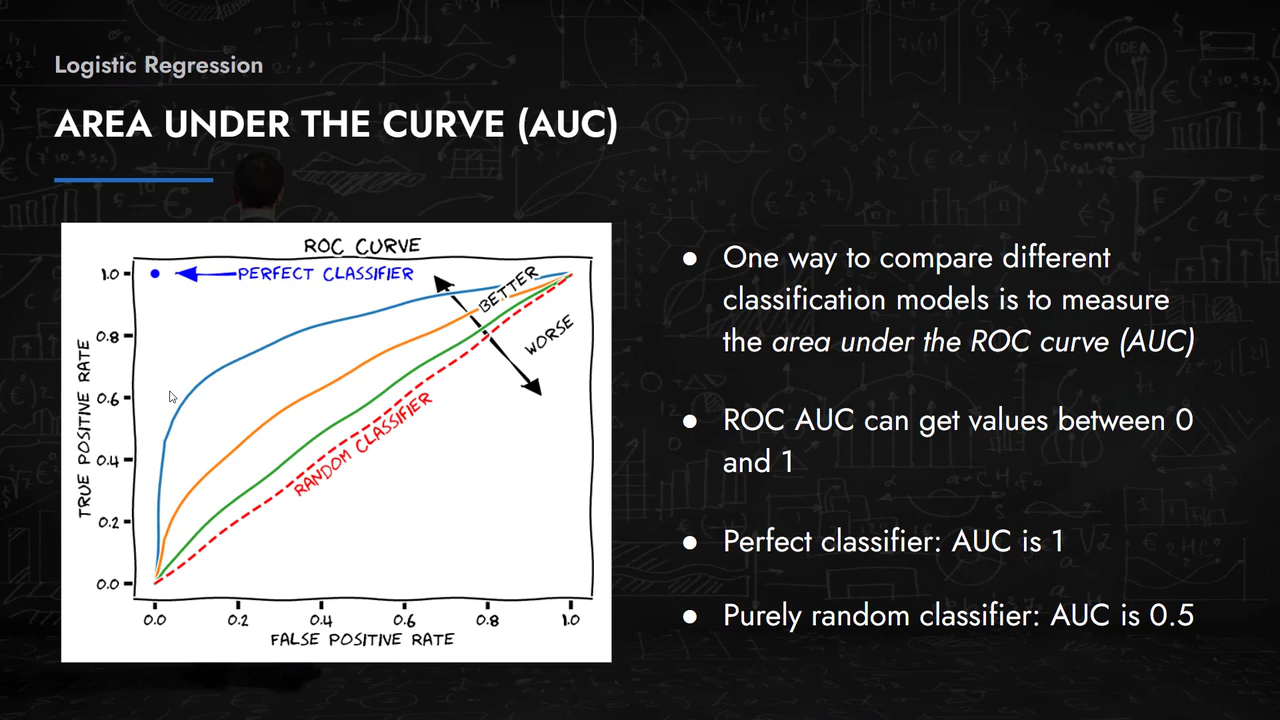 Logistic Regression
AREA UNDER THE CURVE (AUC)
ROC CURVE
1.0
PERFECT CLASSIFIER
BETTER
WORSE
0.8
0.6
0.4
0.2
0.0
TRUE POSITIVE RATE
RANDOM CLASSIFIER
0.0 0.2 0.4 0.6 0.8 1.0
FALSE POSITIVE RATE
● One way to compare different
classification models is to measure
the area under the ROC curve (AUC)
● ROC AUC can get values between 0
and 1
● Perfect classifier: AUC is 1
● Purely random classifier: AUC is 0.5
IDEA